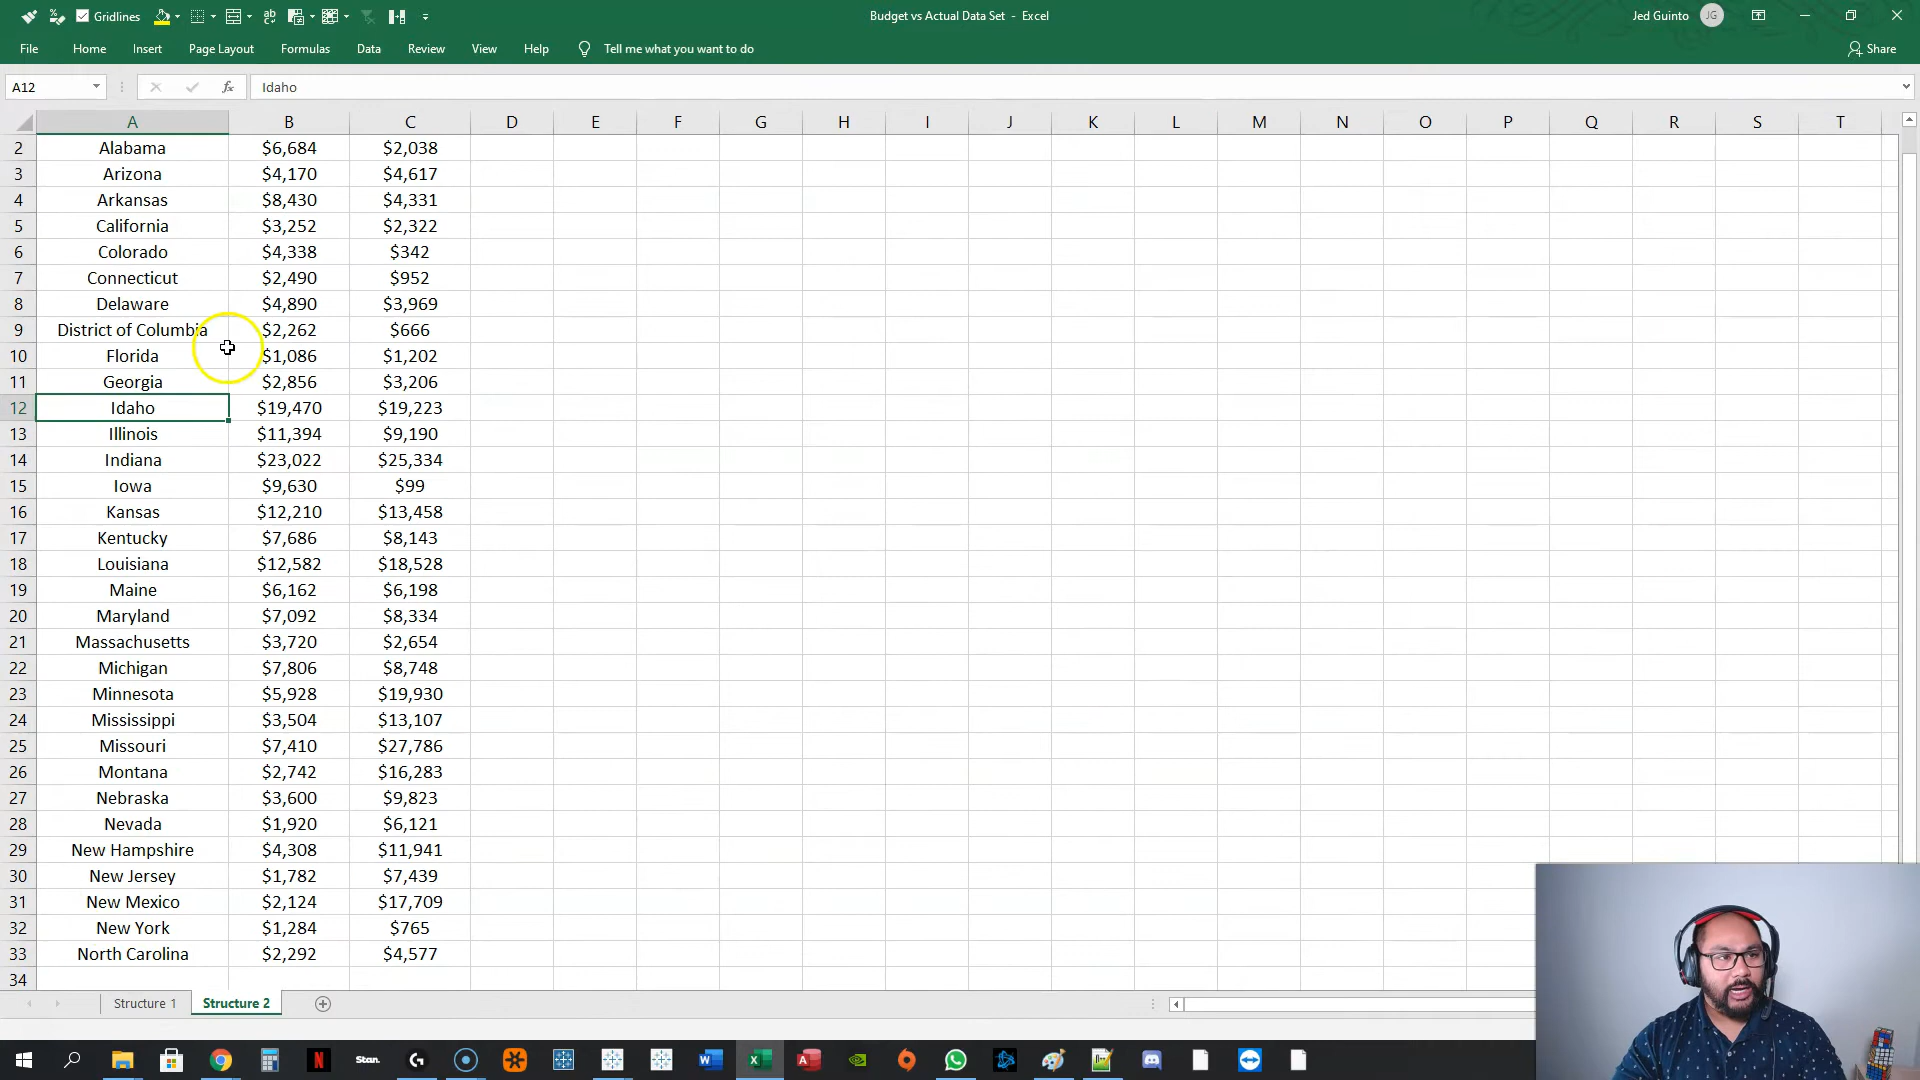 Gridlines
Budget vs Actual Data Set - Excel
Jed Guinto JG
File Home Insert Page Layout Formulas Data Review View Help Tell me what you want to do Share
A12 fx Idaho
A B C D E F G H I J K L M N O P Q R S T
2 Alabama $6,684 $2,038
3 Arizona $4,170 $4,617
4 Arkansas $8,430 $4,331
5 California $3,252 $2,322
6 Colorado $4,338 $342
7 Connecticut $2,490 $952
8 Delaware $4,890 $3,969
9 District of Columbia $2,262 $666
10 Florida $1,086 $1,202
11 Georgia $2,856 $3,206
12 Idaho $19,470 $19,223
13 Illinois $11,394 $9,190
14 Indiana $23,022 $25,334
15 Iowa $9,630 $99
16 Kansas $12,210 $13,458
17 Kentucky $7,686 $8,143
18 Louisiana $12,582 $18,528
19 Maine $6,162 $6,198
20 Maryland $7,092 $8,334
21 Massachusetts $3,720 $2,654
22 Michigan $7,806 $8,748
23 Minnesota $5,928 $19,930
24 Mississippi $3,504 $13,107
25 Missouri $7,410 $27,786
26 Montana $2,742 $16,283
27 Nebraska $3,600 $9,823
28 Nevada $1,920 $6,121
29 New Hampshire $4,308 $11,941
30 New Jersey $1,782 $7,439
31 New Mexico $2,124 $17,709
32 New York $1,284 $765
33 North Carolina $2,292 $4,577
34
Structure 1 Structure 2
Stan.